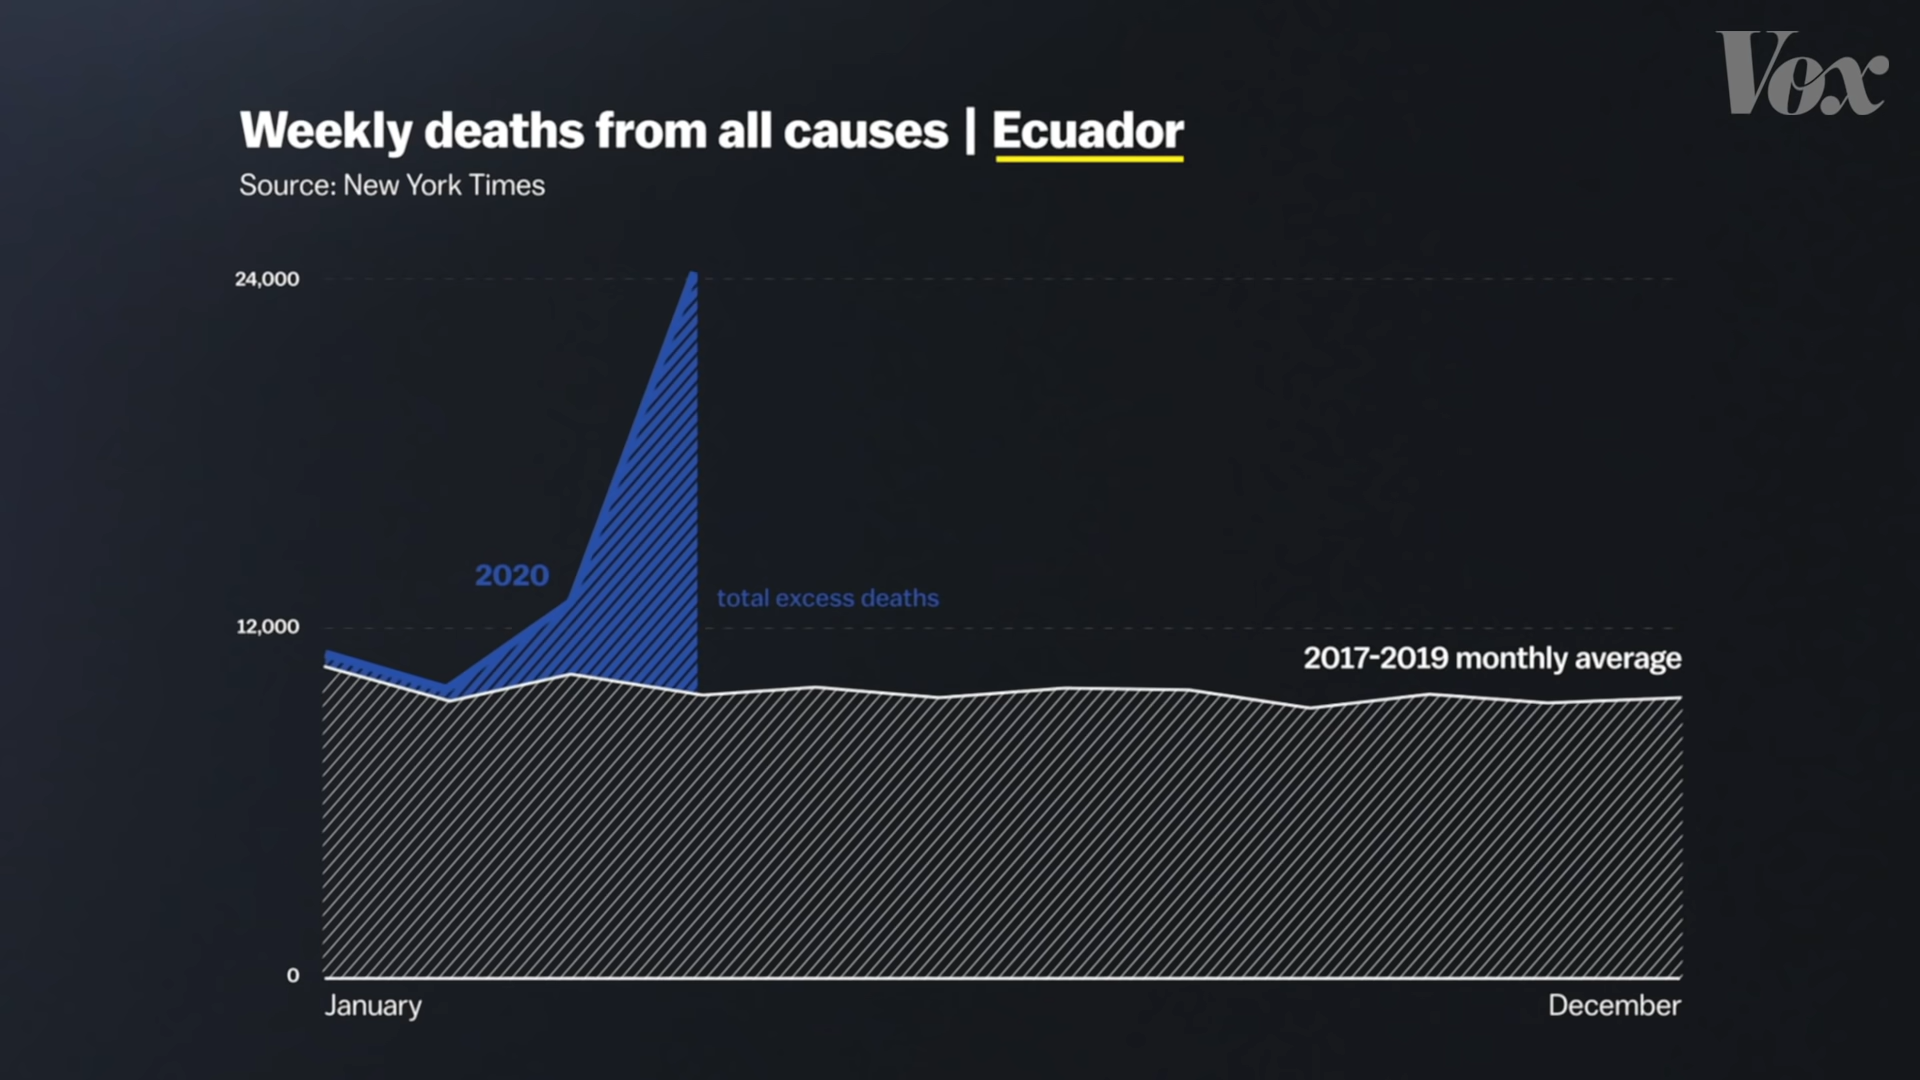 Vox
Weekly deaths from all causes | Ecuador
Source: New York Times
24,000
2020
total excess deaths
12,000
2017-2019 monthly average
0
January
December